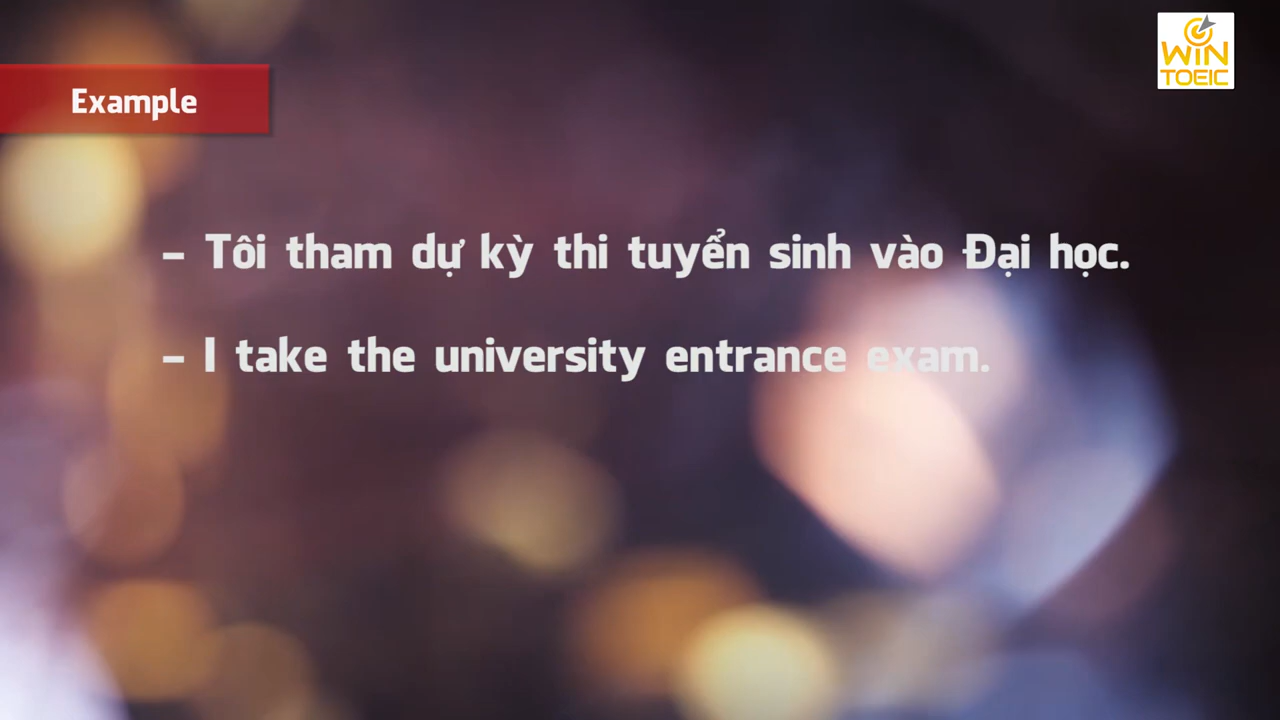 WIN
TOEIC
Example
– Tôi tham dự kỳ thi tuyển sinh vào Đại học.
– I take the university entrance exam.